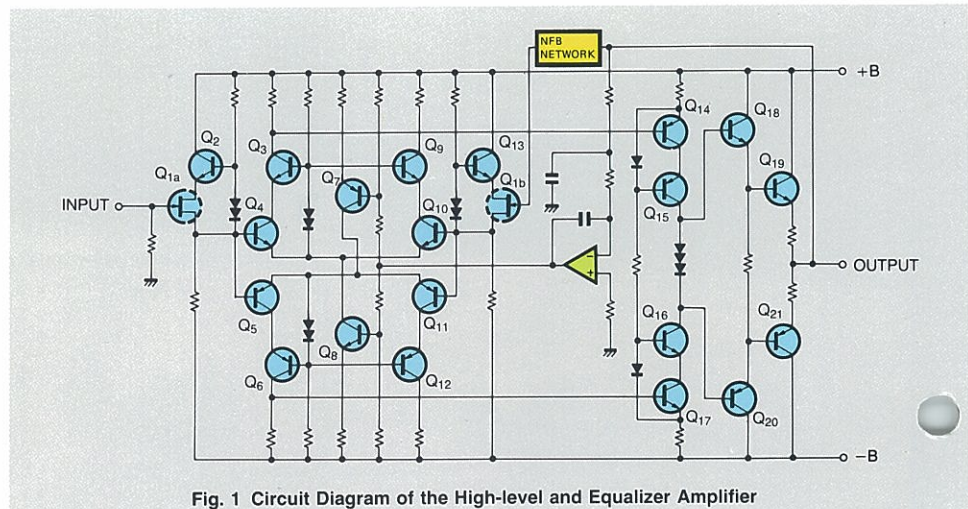 NFB
NETWORK
+B
Q14
Q18
Q2
Q3
Q9
Q13
Q1a
Q7
Q1b
Q19
INPUT
Q4
Q10
Q15
−
+
OUTPUT
Q5
Q11
Q16
Q21
Q8
Q6
Q12
Q17
Q20
−B
Fig. 1 Circuit Diagram of the High-level and Equalizer Amplifier